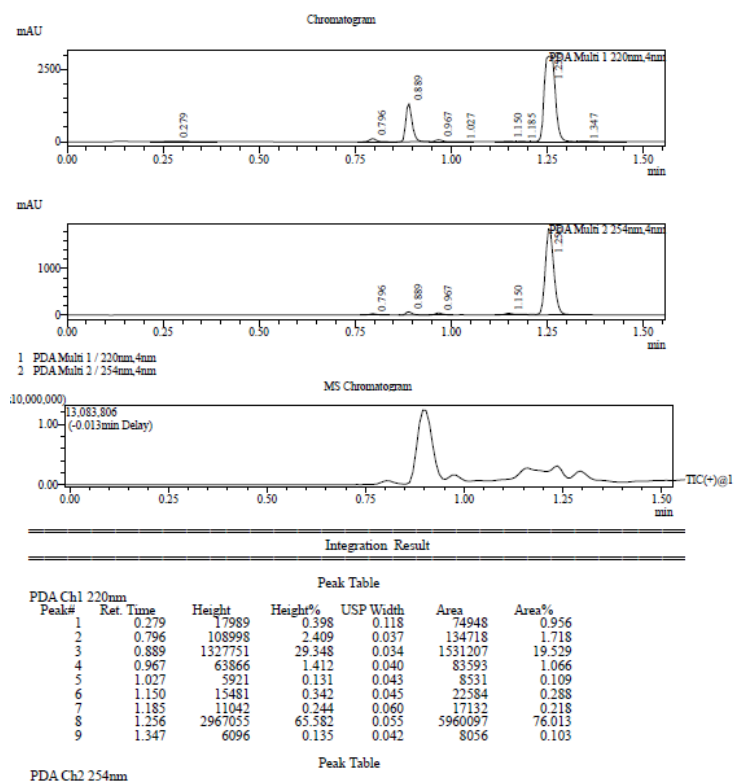 Chromatogram
mAU
PDA Multi 1 220nm,4nm
2500
0
0.279
0.796
0.889
0.967
1.027
1.150
1.185
1.347
0.00 0.25 0.50 0.75 1.00 1.25 1.50
min
mAU
PDA Multi 2 254nm,4nm
1000
0
0.796
0.889
0.967
1.150
0.00 0.25 0.50 0.75 1.00 1.25 1.50
min
1 PDA Multi 1 / 220nm,4nm
2 PDA Multi 2 / 254nm,4nm
MS Chromatogram
10,000,000)
13,083,806
1.00
(-0.013min Delay)
0.00
TIC(+)@1
0.00 0.25 0.50 0.75 1.00 1.25 1.50
min
Integration Result
Peak Table
PDA Ch1 220nm
Peak# Ret. Time Height Height% USP Width Area Area%
1 0.279 17989 0.398 0.118 74948 0.956
2 0.796 108998 2.409 0.037 134718 1.718
3 0.889 1327751 29.348 0.034 1531207 19.529
4 0.967 63866 1.412 0.040 83593 1.066
5 1.027 5921 0.131 0.043 8531 0.109
6 1.150 15481 0.342 0.045 22584 0.288
7 1.185 11042 0.244 0.060 17132 0.218
8 1.256 2967055 65.582 0.055 5960097 76.013
9 1.347 6096 0.135 0.042 8056 0.103
Peak Table
PDA Ch2 254nm